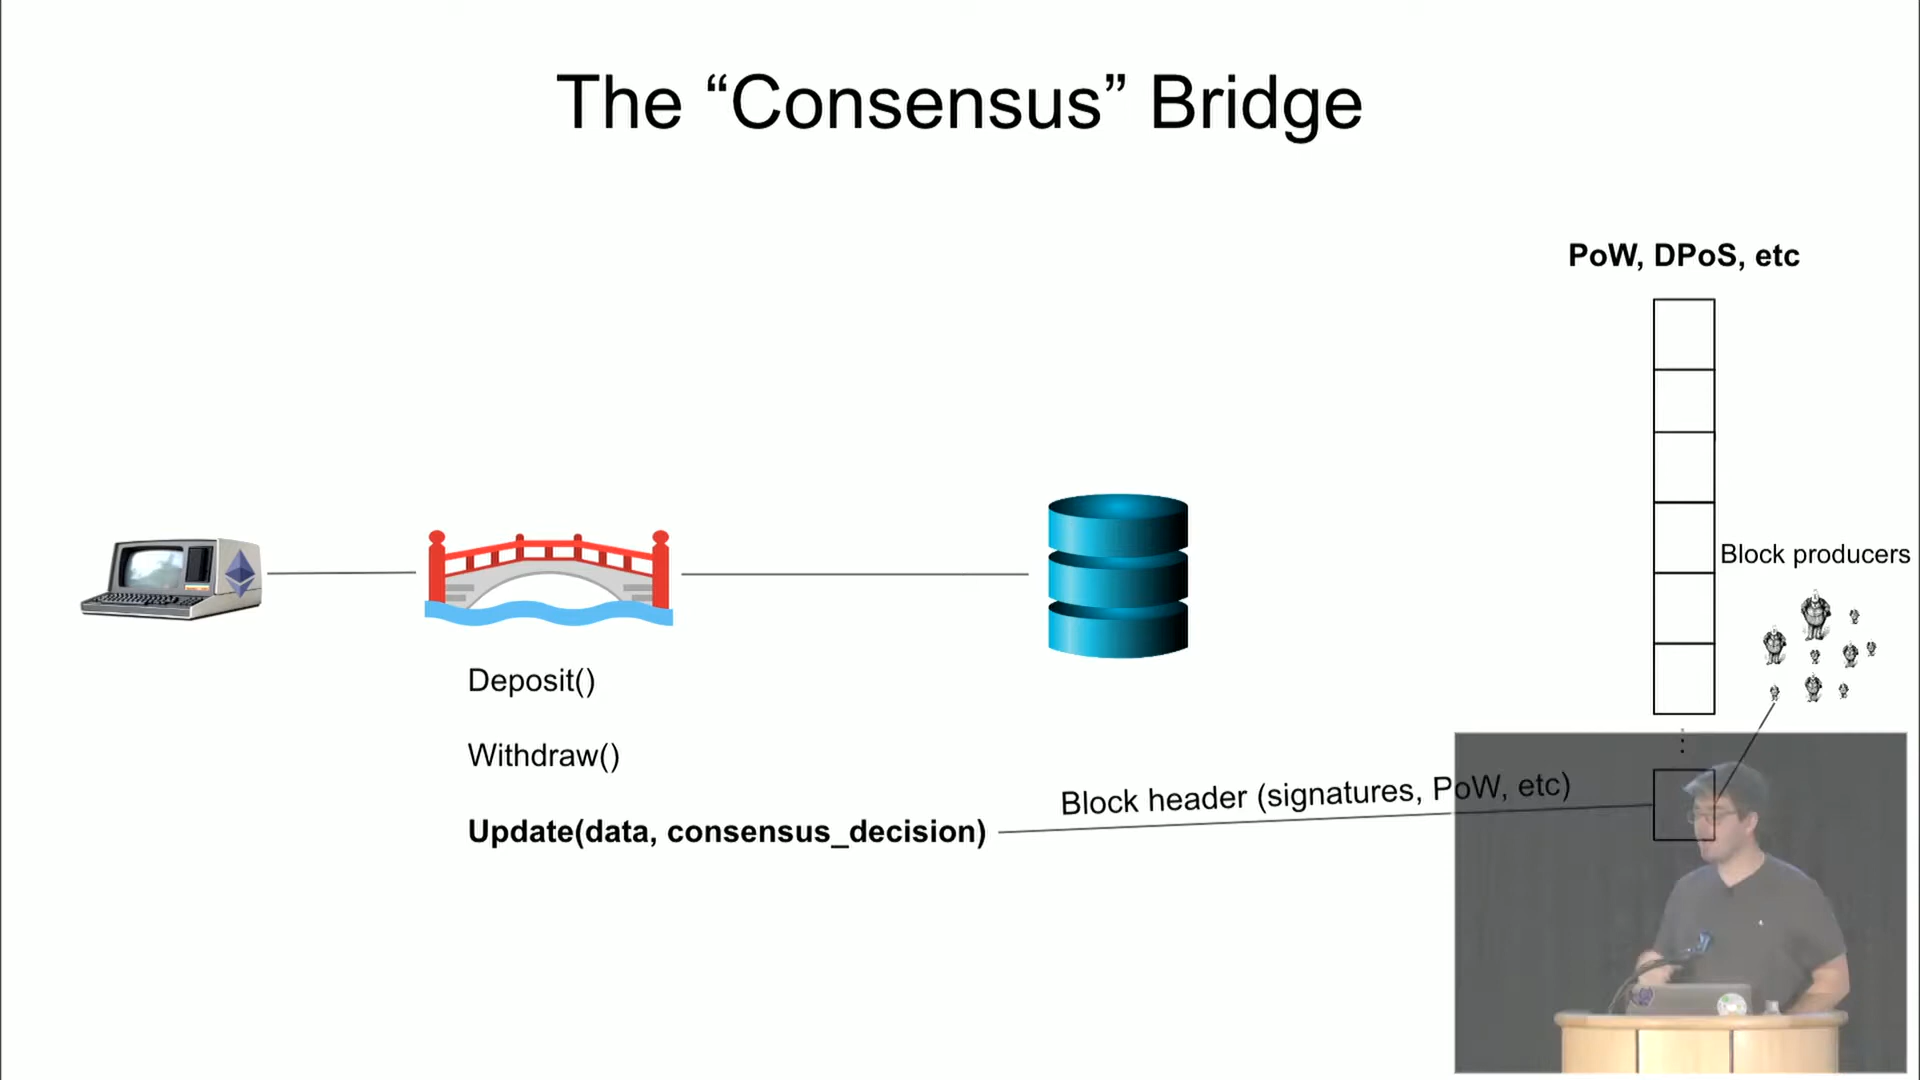 The “Consensus” Bridge
PoW, DPoS, etc
Block producers
Deposit()
Withdraw()
Block header (signatures, PoW, etc)
Update(data, consensus_decision)